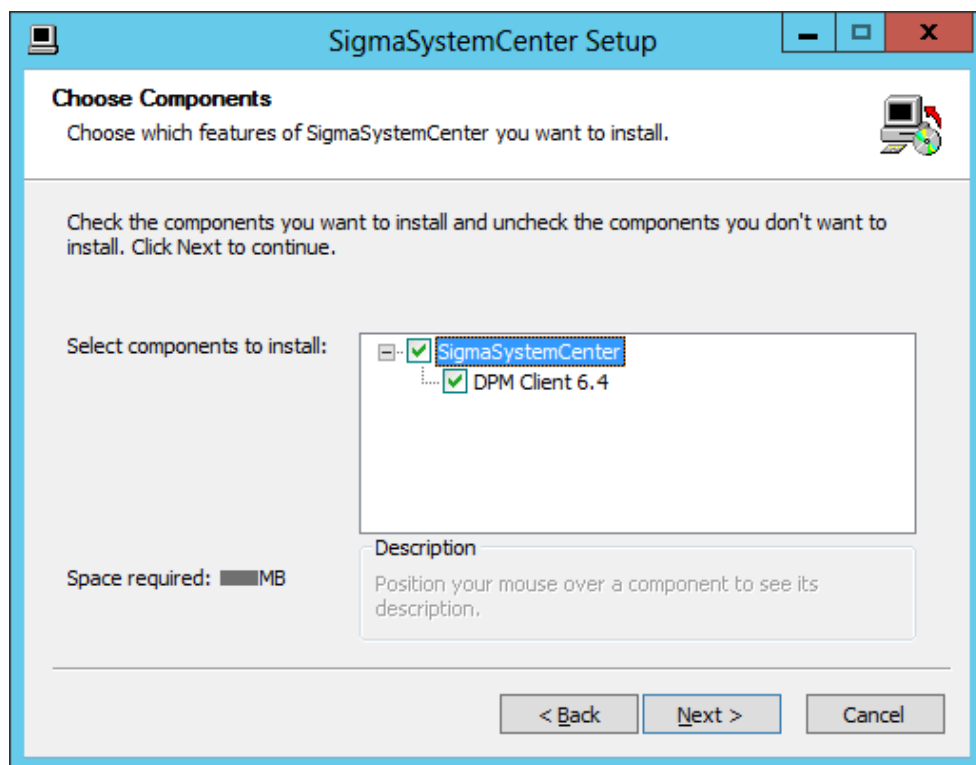 SigmaSystemCenter Setup
Choose Components
Choose which features of SigmaSystemCenter you want to install.
Check the components you want to install and uncheck the components you don't want to
install. Click Next to continue.
Select components to install:
SigmaSystemCenter
DPM Client 6.4
Space required: MB
Description
Position your mouse over a component to see its
description.
< Back
Next >
Cancel